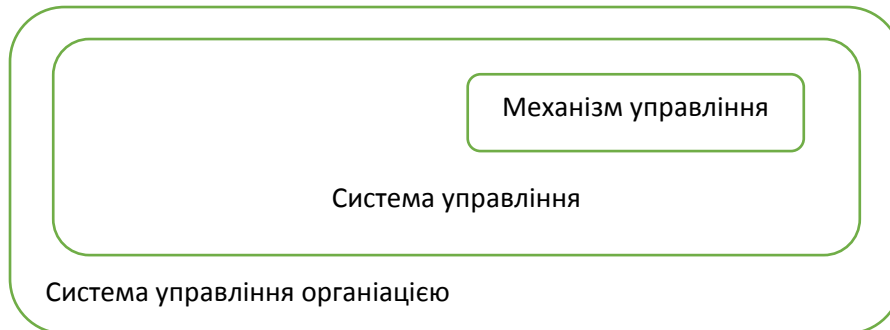 Механізм управління
Система управління
Система управління органіацією